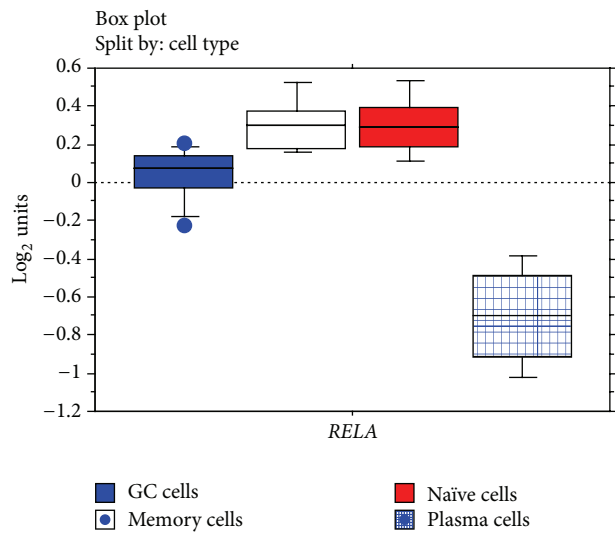 Box plot
Split by: cell type
0.6
0.4
0.2
0
−0.2
−0.4
−0.6
−0.8
−1
−1.2
Log₂ units
RELA
GC cells
Naïve cells
Memory cells
Plasma cells